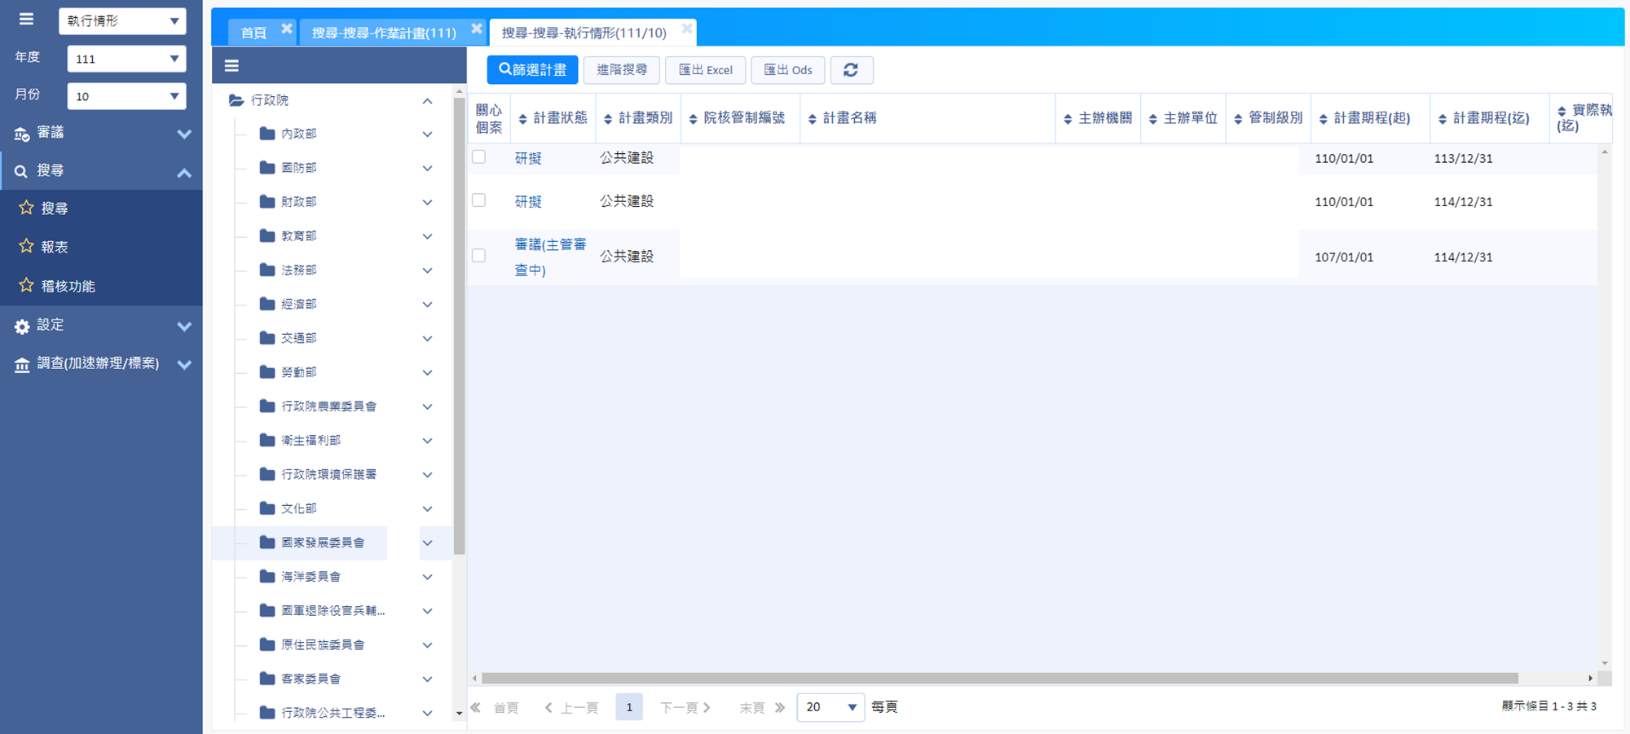 執行情形
年度
111
月份
10
審議
搜尋
搜尋
報表
稽核功能
設定
調查(加速辦理/標案)
首頁
搜尋-搜尋-作業計畫(111)
搜尋-搜尋-執行情形(111/10)
行政院
內政部
國防部
財政部
教育部
法務部
經濟部
交通部
勞動部
行政院農業委員會
衛生福利部
行政院環境保護署
文化部
國家發展委員會
海洋委員會
國軍退除役官兵輔...
原住民族委員會
客家委員會
行政院公共工程委...
篩選計畫
進階搜尋
匯出 Excel
匯出 Ods
關心
個案
計畫狀態
計畫類別
院核管制編號
計畫名稱
主辦機關
主辦單位
管制級別
計畫期程(起)
計畫期程(迄)
實際執
(迄)
研擬 公共建設 110/01/01 113/12/31
研擬 公共建設 110/01/01 114/12/31
審議(主管審
查中)
公共建設 107/01/01 114/12/31
首頁 上一頁 1 下一頁 末頁 20 每頁
顯示條目 1 - 3 共 3